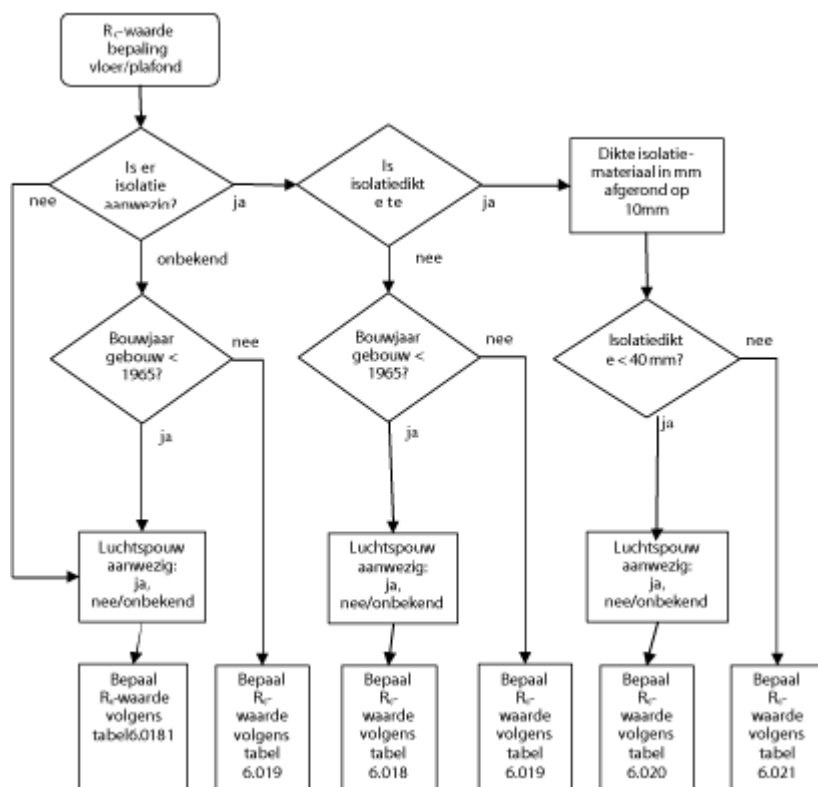 Rc-waarde
bepaling
vloer/plafond
Is er
isolatie
aanwezin?
nee
ja
onbekend
Is
isolatiedikt
e te
ja
nee
Dikte isolatie-
materiaal in mm
afgerond op
10mm
Bouwjaar
gebouw <
1965?
nee
ja
Bouwjaar
gebouw <
1965?
nee
ja
Isolatiedikt
e < 40 mm?
nee
ja
Luchtspouw
aanwezig:
ja,
nee/onbekend
Luchtspouw
aanwezig:
ja,
nee/onbekend
Luchtspouw
aanwezig:
ja,
nee/onbekend
Bepaal
Rc-waarde
volgens
tabel6.0181
Bepaal
Rc-
waarde
volgens
tabel
6.019
Bepaal
Rc-
waarde
volgens
tabel
6.018
Bepaal
Rc-
waarde
volgens
tabel
6.019
Bepaal
Rc-
waarde
volgens
tabel
6.020
Bepaal
Rc-
waarde
volgens
tabel
6.021